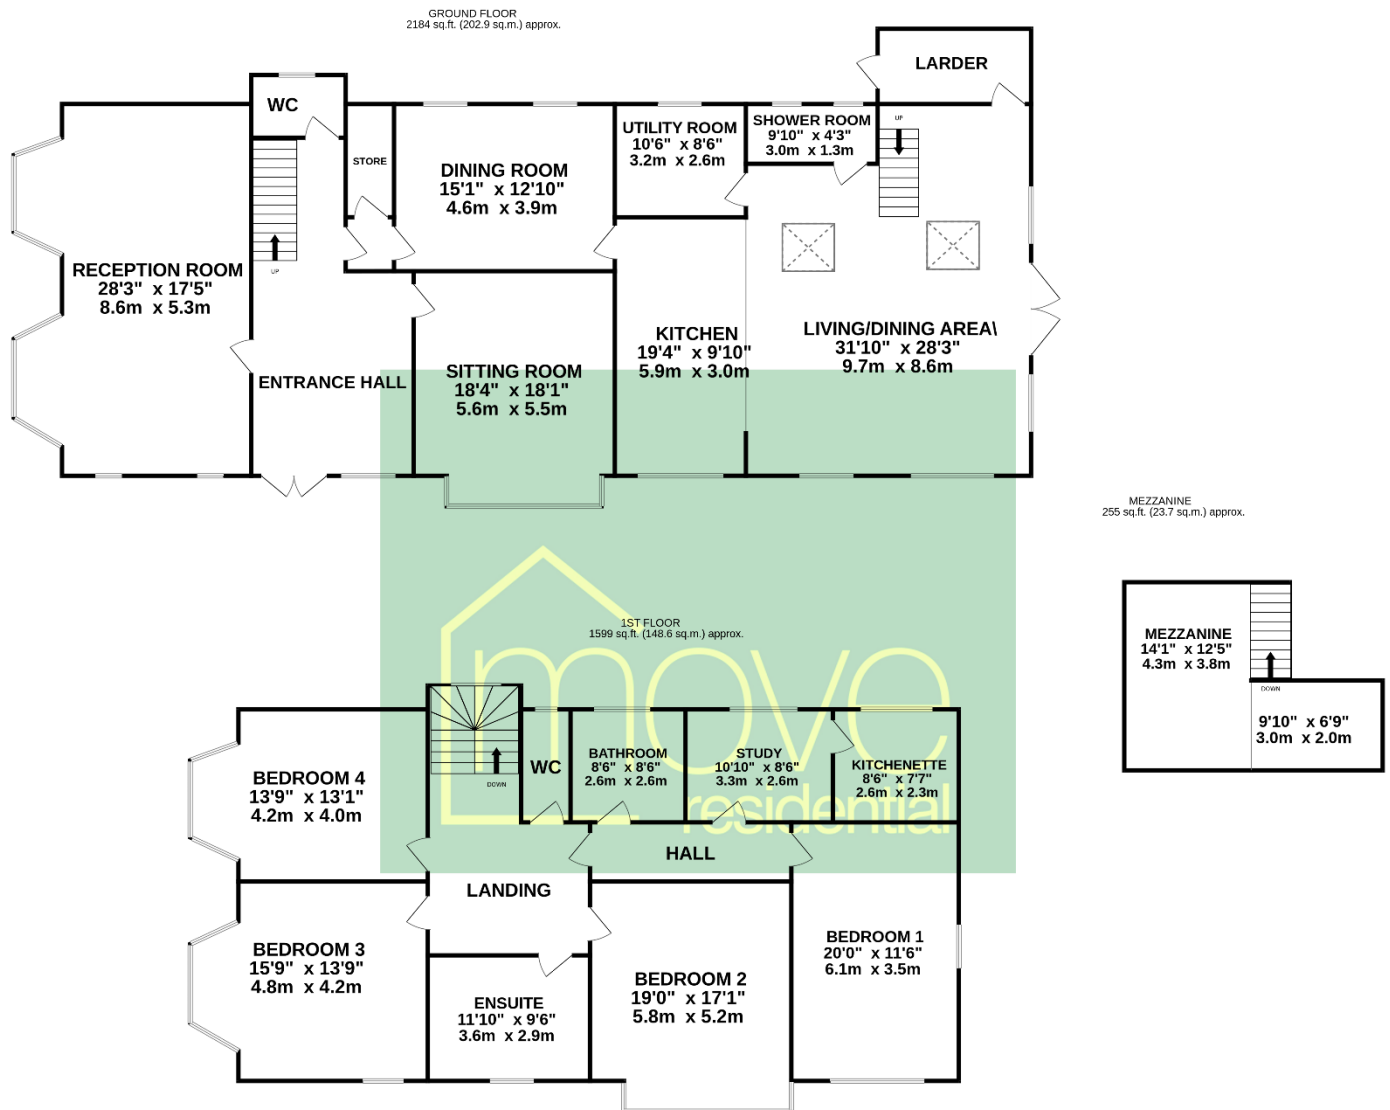 GROUND FLOOR
2184 sq.ft. (202.9 sq.m.) approx.
LARDER
WC
UTILITY ROOM
10'6" x 8'6"
3.2m x 2.6m
SHOWER ROOM
9'10" x 4'3"
3.0m x 1.3m
UP
STORE
DINING ROOM
15'1" x 12'10"
4.6m x 3.9m
RECEPTION ROOM
28'3" x 17'5"
8.6m x 5.3m
UP
KITCHEN
19'4" x 9'10"
5.9m x 3.0m
LIVING/DINING AREA\
31'10" x 28'3"
9.7m x 8.6m
ENTRANCE HALL
SITTING ROOM
18'4" x 18'1"
5.6m x 5.5m
MEZZANINE
255 sq.ft. (23.7 sq.m.) approx.
MEZZANINE
14'1" x 12'5"
4.3m x 3.8m
DOWN
9'10" x 6'9"
3.0m x 2.0m
1ST FLOOR
1599 sq.ft. (148.6 sq.m.) approx.
move
residential
BEDROOM 4
13'9" x 13'1"
4.2m x 4.0m
DOWN
WC
BATHROOM
8'6" x 8'6"
2.6m x 2.6m
STUDY
10'10" x 8'6"
3.3m x 2.6m
KITCHENETTE
8'6" x 7'7"
2.6m x 2.3m
HALL
LANDING
BEDROOM 3
15'9" x 13'9"
4.8m x 4.2m
ENSUITE
11'10" x 9'6"
3.6m x 2.9m
BEDROOM 2
19'0" x 17'1"
5.8m x 5.2m
BEDROOM 1
20'0" x 11'6"
6.1m x 3.5m